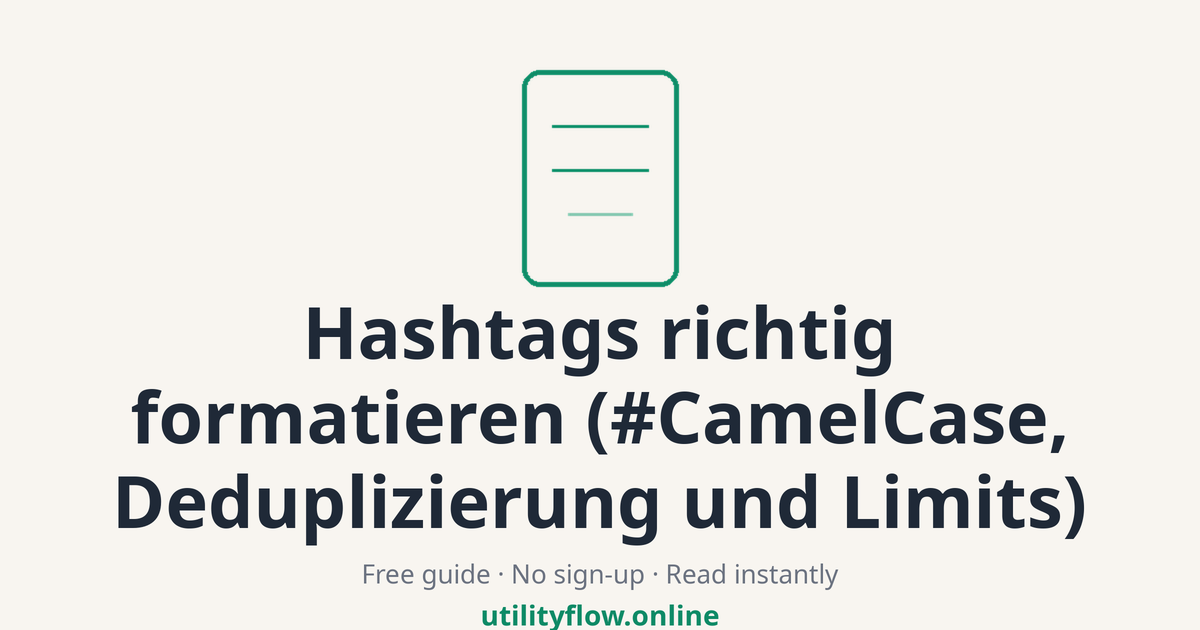 Hashtags richtig
formatieren (#CamelCase,
Deduplizierung und Limits)
Free guide · No sign-up · Read instantly
utilityflow.online